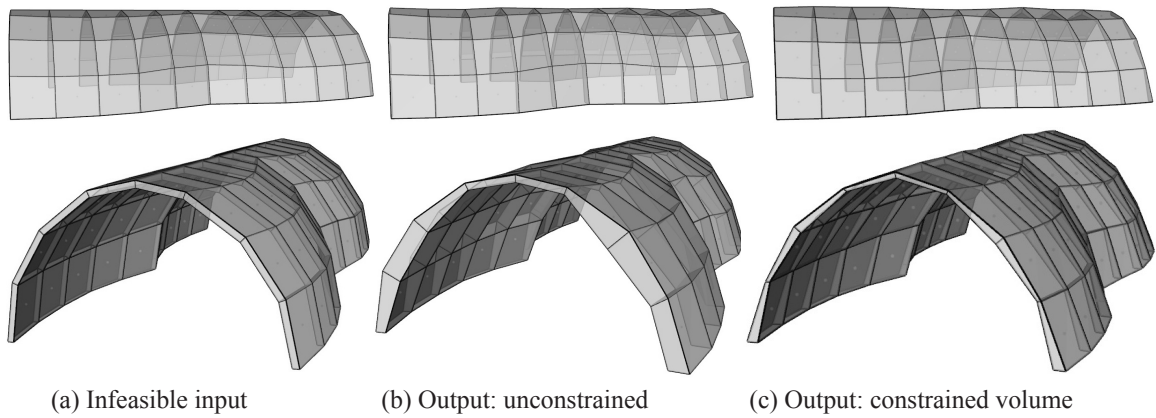 (a) Infeasible input
(b) Output: unconstrained
(c) Output: constrained volume